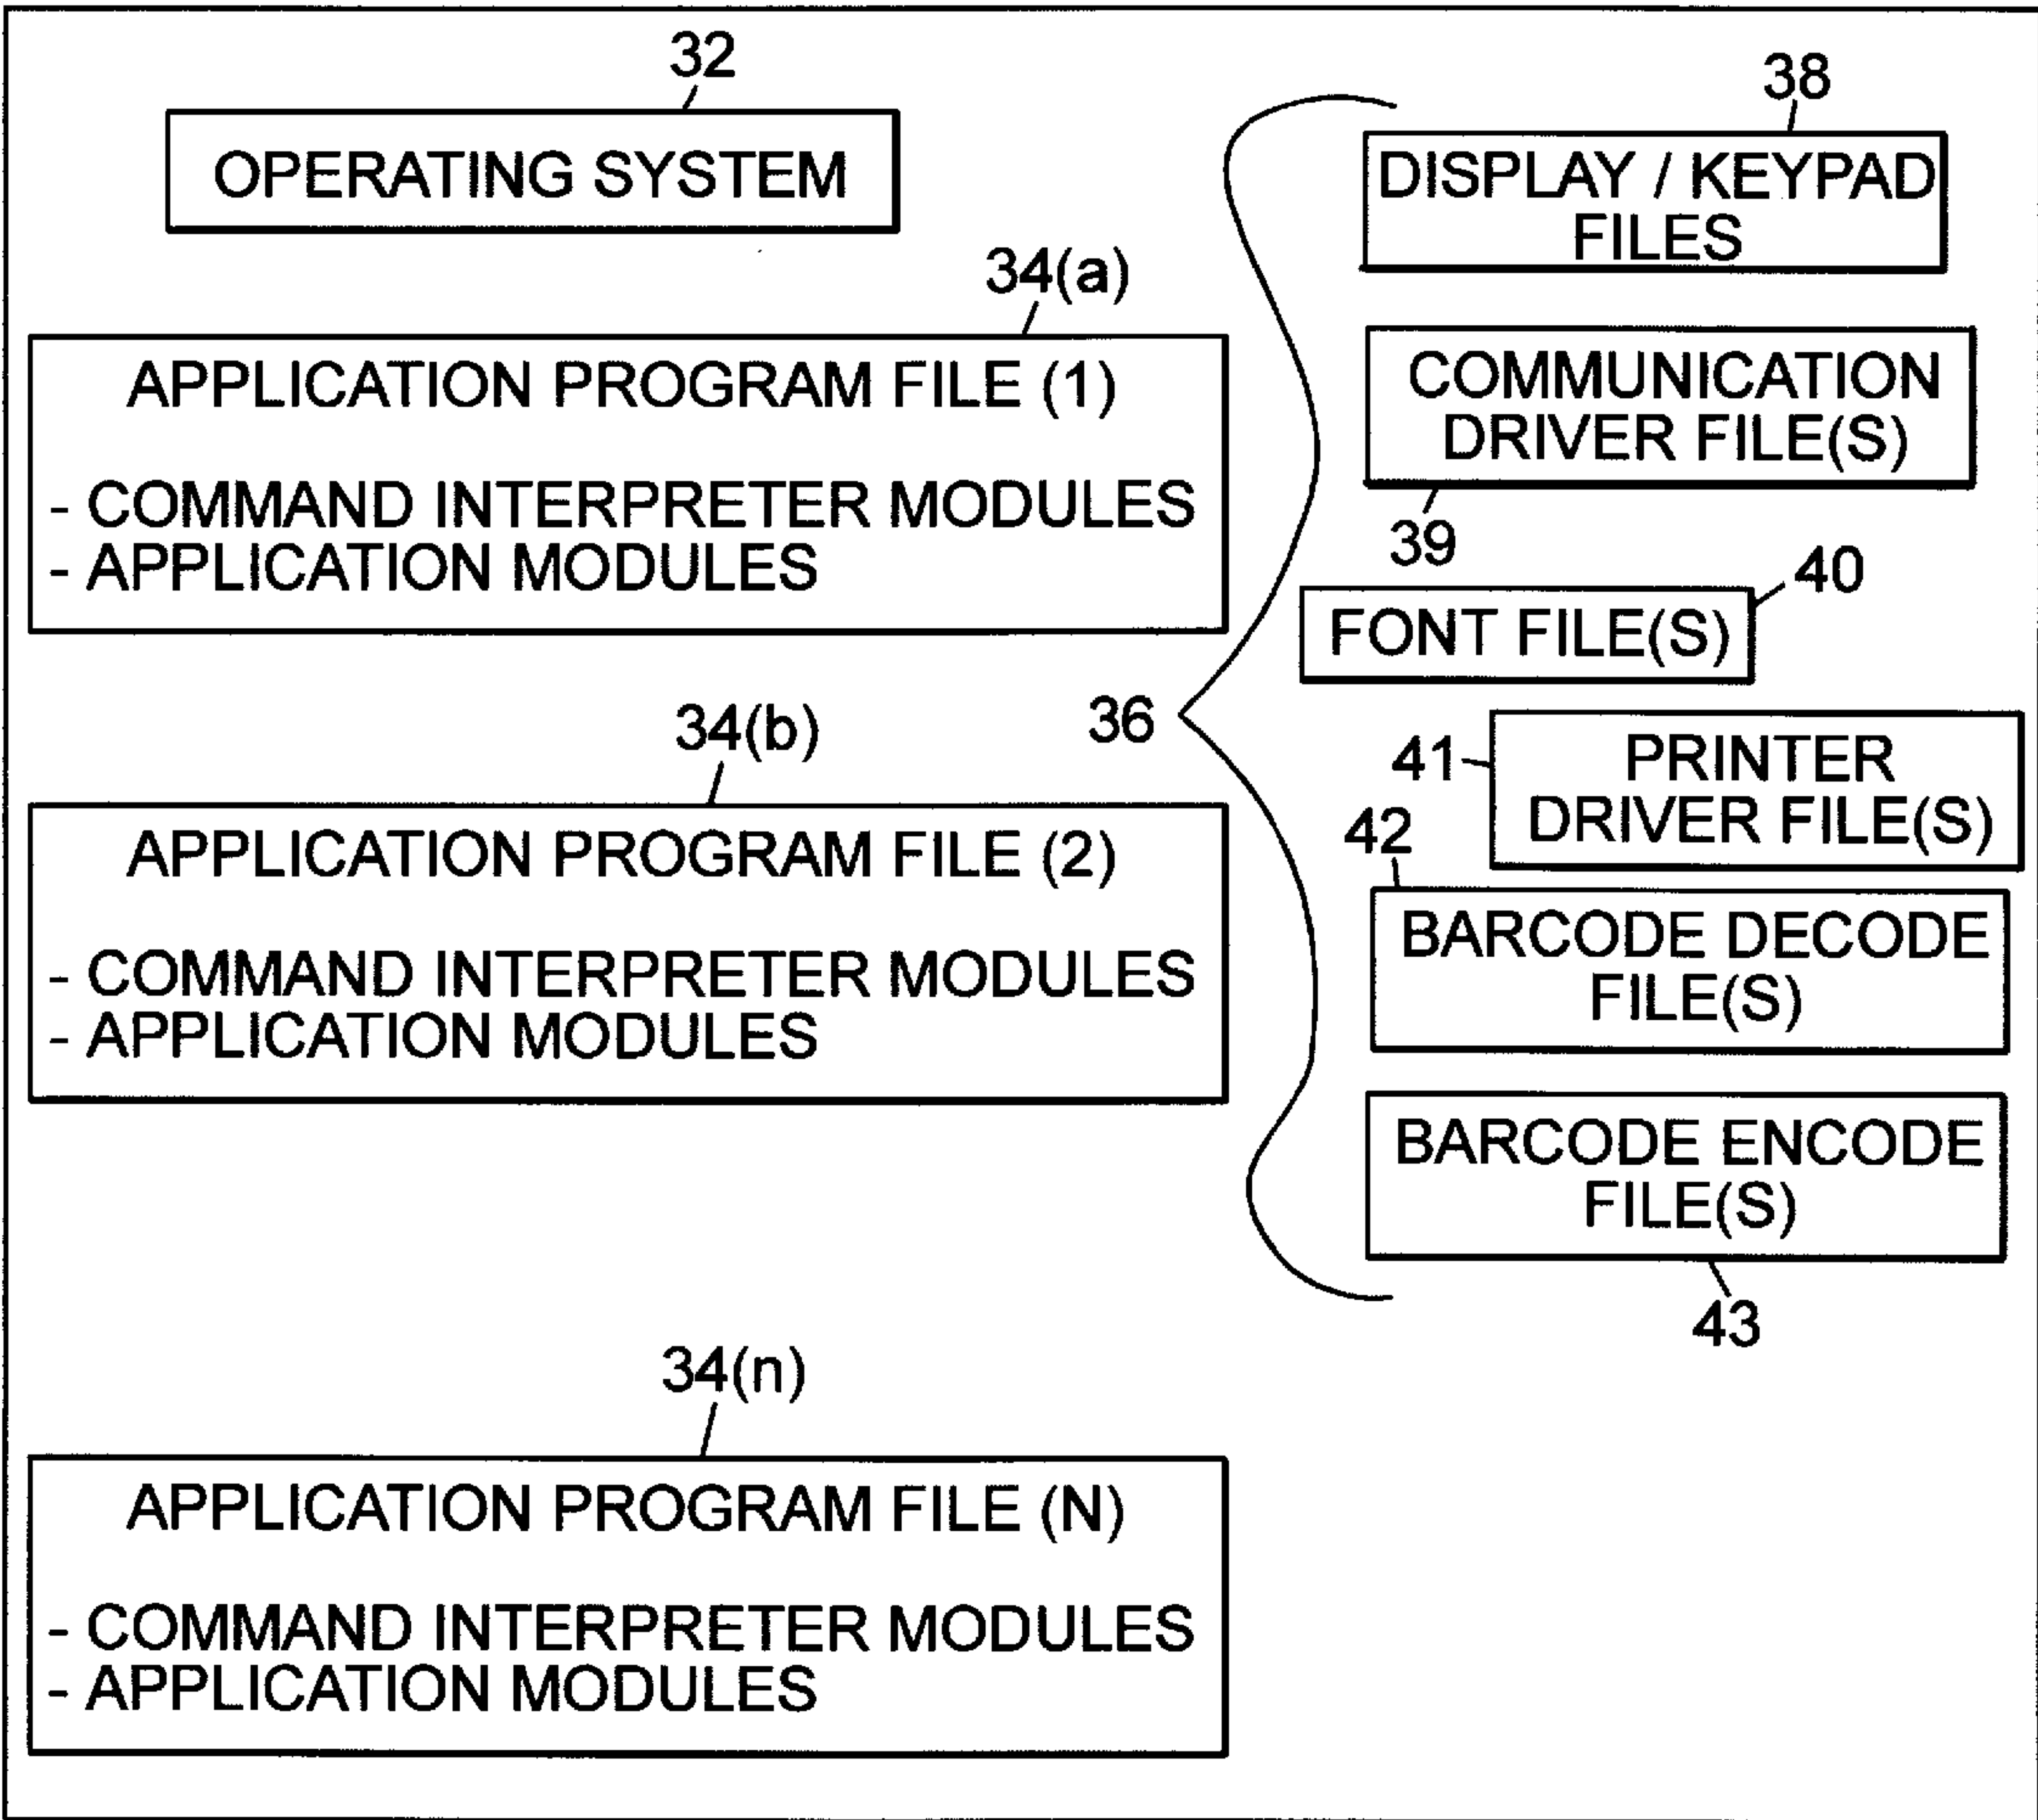 32
OPERATING SYSTEM
34(a)
APPLICATION PROGRAM FILE (1)
- COMMAND INTERPRETER MODULES
- APPLICATION MODULES
34(b)
APPLICATION PROGRAM FILE (2)
- COMMAND INTERPRETER MODULES
- APPLICATION MODULES
34(n)
APPLICATION PROGRAM FILE (N)
- COMMAND INTERPRETER MODULES
- APPLICATION MODULES
36
38
DISPLAY / KEYPAD
FILES
COMMUNICATION
DRIVER FILE(S)
39
40
FONT FILE(S)
41
PRINTER
DRIVER FILE(S)
42
BARCODE DECODE
FILE(S)
BARCODE ENCODE
FILE(S)
43